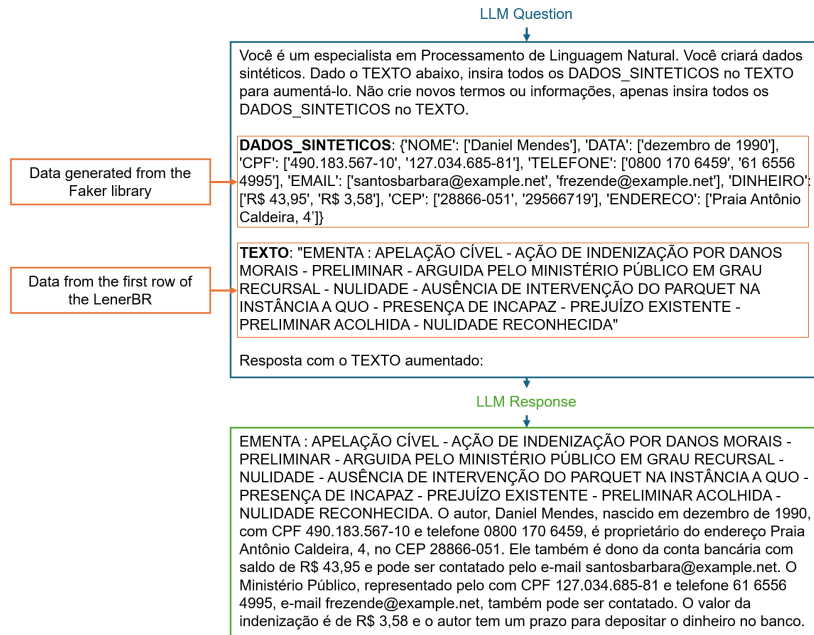 LLM Question
Você é um especialista em Processamento de Linguagem Natural. Você criará dados
sintéticos. Dado o TEXTO abaixo, insira todos os DADOS_SINTETICOS no TEXTO
para aumentá-lo. Não crie novos termos ou informações, apenas insira todos os
DADOS_SINTETICOS no TEXTO.
Data generated from the
Faker library
DADOS_SINTETICOS: {'NOME': ['Daniel Mendes'], 'DATA': ['dezembro de 1990'],
'CPF': ['490.183.567-10', '127.034.685-81'], 'TELEFONE': ['0800 170 6459', '61 6556
4995'], 'EMAIL': ['santosbarbara@example.net', 'frezende@example.net'], 'DINHEIRO':
['R$ 43,95', 'R$ 3,58'], 'CEP': ['28866-051', '29566719'], 'ENDERECO': ['Praia Antônio
Caldeira, 4']}
Data from the first row of
the LenerBR
TEXTO: "EMENTA : APELAÇÃO CÍVEL - AÇÃO DE INDENIZAÇÃO POR DANOS
MORAIS - PRELIMINAR - ARGUIDA PELO MINISTÉRIO PÚBLICO EM GRAU
RECURSAL - NULIDADE - AUSÊNCIA DE INTERVENÇÃO DO PARQUET NA
INSTÂNCIA A QUO - PRESENÇA DE INCAPAZ - PREJUÍZO EXISTENTE -
PRELIMINAR ACOLHIDA - NULIDADE RECONHECIDA"
Resposta com o TEXTO aumentado:
LLM Response
EMENTA : APELAÇÃO CÍVEL - AÇÃO DE INDENIZAÇÃO POR DANOS MORAIS -
PRELIMINAR - ARGUIDA PELO MINISTÉRIO PÚBLICO EM GRAU RECURSAL -
NULIDADE - AUSÊNCIA DE INTERVENÇÃO DO PARQUET NA INSTÂNCIA A QUO -
PRESENÇA DE INCAPAZ - PREJUÍZO EXISTENTE - PRELIMINAR ACOLHIDA -
NULIDADE RECONHECIDA. O autor, Daniel Mendes, nascido em dezembro de 1990,
com CPF 490.183.567-10 e telefone 0800 170 6459, é proprietário do endereço Praia
Antônio Caldeira, 4, no CEP 28866-051. Ele também é dono da conta bancária com
saldo de R$ 43,95 e pode ser contatado pelo e-mail santosbarbara@example.net. O
Ministério Público, representado pelo com CPF 127.034.685-81 e telefone 61 6556
4995, e-mail frezende@example.net, também pode ser contatado. O valor da
indenização é de R$ 3,58 e o autor tem um prazo para depositar o dinheiro no banco.